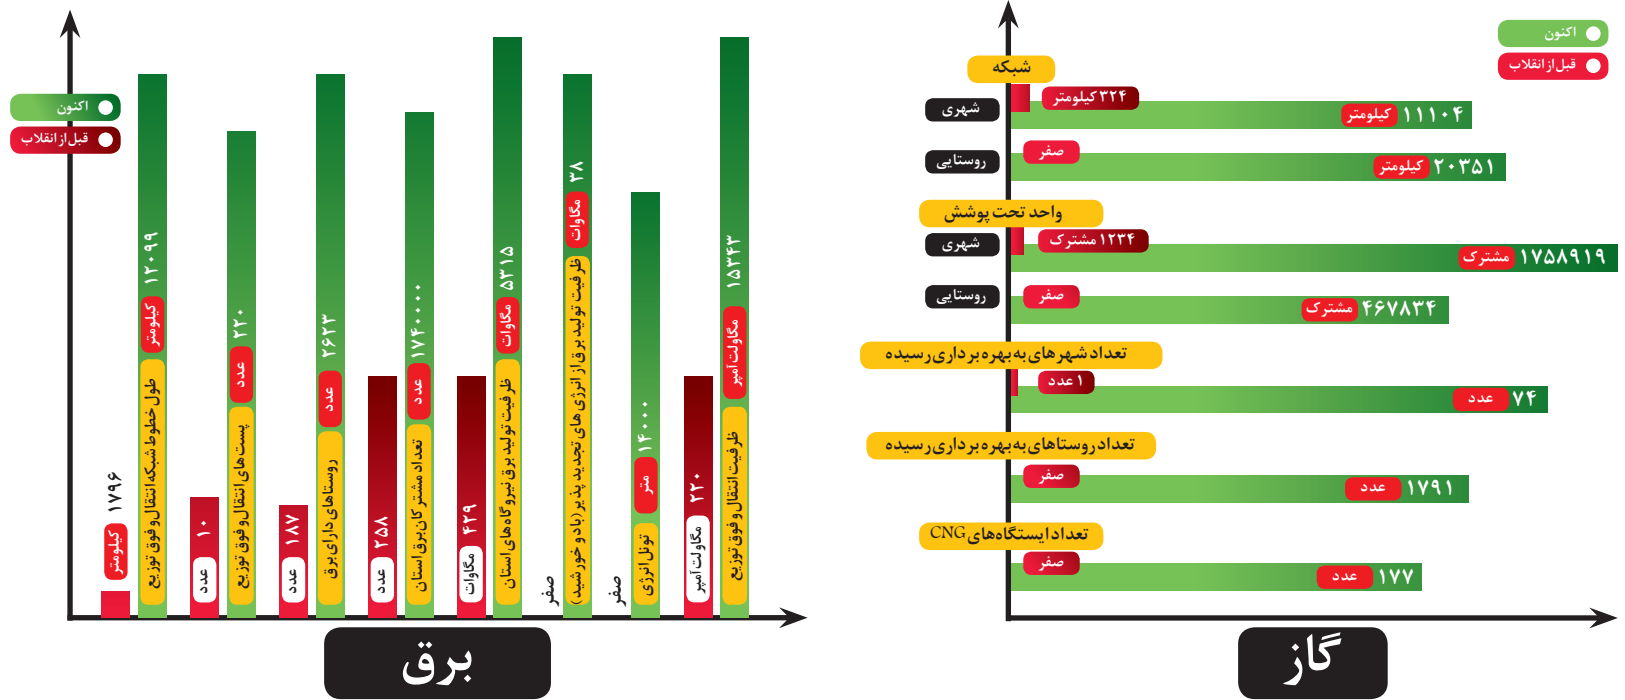 اکنون
قبل از انقلاب
شبکه
شهری
۳۲۴ کیلومتر
۱۱۱۰۴ کیلومتر
روستایی
صفر
۲۰۳۵۱ کیلومتر
واحد تحت پوشش
شهری
۱۲۳۴ مشترک
۱۷۵۸۹۱۹ مشترک
روستایی
صفر
۴۶۷۸۳۴ مشترک
تعداد شهرهای به بهره برداری رسیده
۱ عدد
۷۴ عدد
تعداد روستاهای به بهره برداری رسیده
صفر
۱۷۹۱ عدد
تعداد ایستگاه‌های CNG
صفر
۱۷۷ عدد
گاز
اکنون
قبل از انقلاب
۱۷۹۶ کیلومتر
طول خطوط شبکه انتقال و فوق توزیع کیلومتر ۱۲۰۹۹
عدد ۱۰
پست های انتقال و فوق توزیع عدد ۲۲۰
عدد ۱۸۷
روستاهای دارای برق عدد ۲۶۲۳
عدد ۲۵۸
تعداد مشترکان برق استان عدد ۱۷۴۰۰۰۰
مگاوات ۴۲۹
ظرفیت تولید برق نیروگاه های استان مگاوات ۵۳۱۵
صفر
ظرفیت تولید برق از انرژی های تجدید پذیر (باد و خورشید) مگاوات ۳۸
صفر
تونل انرژی متر ۱۴۰۰۰
مگاولت آمپر ۲۲۰
ظرفیت انتقال و فوق توزیع مگاولت آمپر ۱۵۳۴۳
برق